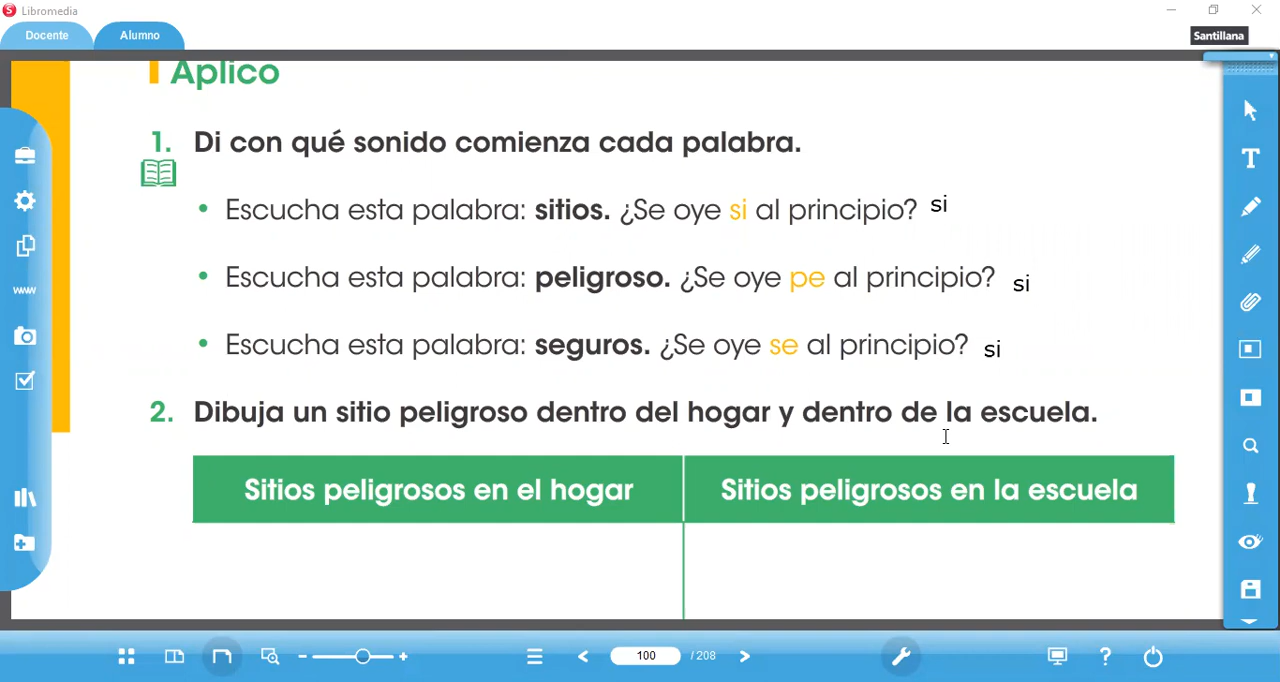 Libromedia
Docente
Alumno
Santillana
Aplico
1. Di con qué sonido comienza cada palabra.
• Escucha esta palabra: sitios. ¿Se oye si al principio? si
• Escucha esta palabra: peligroso. ¿Se oye pe al principio? si
• Escucha esta palabra: seguros. ¿Se oye se al principio? si
2. Dibuja un sitio peligroso dentro del hogar y dentro de la escuela.
Sitios peligrosos en el hogar
Sitios peligrosos en la escuela
www
T
100 / 208
?